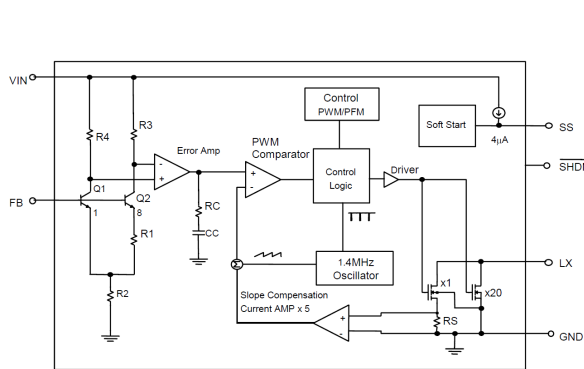 VIN
Control
PWM/PFM
Soft Start
SS
4µA
R4
R3
Error Amp
PWM
Comparator
Control
Logic
Driver
SHDN
-
+
+
-
Q1
Q2
FB
1
8
RC
CC
R1
1.4MHz
Oscillator
LX
Σ
x1
x20
R2
Slope Compensation
Current AMP x 5
+
-
RS
GND